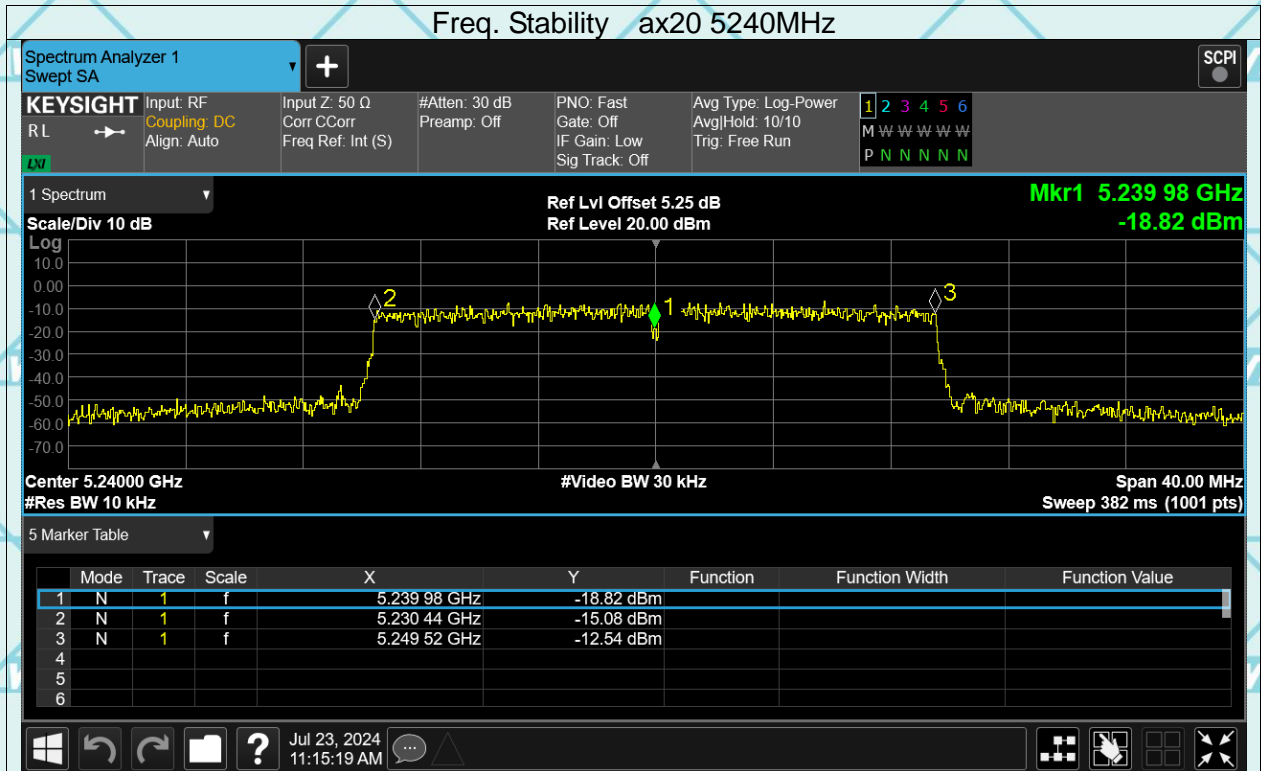 Freq. Stability ax20 5240MHz
Spectrum Analyzer 1
Swept SA
SCPI
KEYSIGHT Input: RF Input Z: 50 Ω #Atten: 30 dB PNO: Fast Avg Type: Log-Power 1 2 3 4 5 6
RL Coupling: DC Corr CCorr Preamp: Off Gate: Off Avg|Hold: 10/10 M W W W W W
Align: Auto Freq Ref: Int (S) IF Gain: Low Trig: Free Run P N N N N N
LXI Sig Track: Off
1 Spectrum Ref Lvl Offset 5.25 dB Mkr1 5.239 98 GHz
Scale/Div 10 dB Ref Level 20.00 dBm -18.82 dBm
Log
10.0
0.00
-10.0
-20.0
-30.0
-40.0
-50.0
-60.0
-70.0
2
1
3
Center 5.24000 GHz #Video BW 30 kHz Span 40.00 MHz
#Res BW 10 kHz Sweep 382 ms (1001 pts)
5 Marker Table
Mode Trace Scale X Y Function Function Width Function Value
1 N 1 f 5.239 98 GHz -18.82 dBm
2 N 1 f 5.230 44 GHz -15.08 dBm
3 N 1 f 5.249 52 GHz -12.54 dBm
4
5
6
? Jul 23, 2024
11:15:19 AM